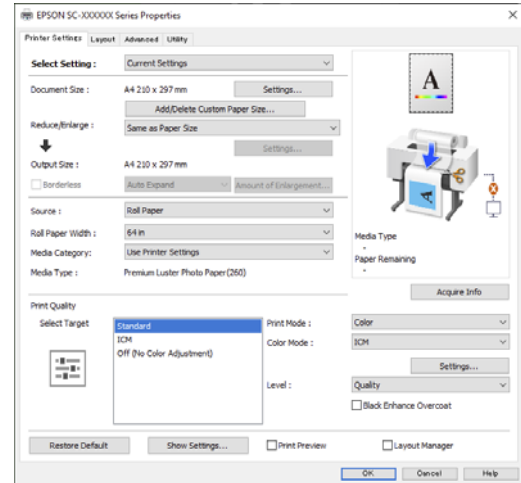 EPSON SC-XXXXXX Series Properties
Printer Settings Layout Advanced Utility
Select Setting : Current Settings
Document Size : A4 210 x 297 mm Settings...
Add/Delete Custom Paper Size...
Reduce/Enlarge : Same as Paper Size
Settings...
Output Size : A4 210 x 297 mm
Borderless Auto Expand Amount of Enlargement...
Source : Roll Paper
Roll Paper Width : 64 in
Media Category: Use Printer Settings
Media Type : Premium Luster Photo Paper(260)
A
A
Media Type
-
Paper Remaining
-
Acquire Info
Print Quality
Select Target
Standard
ICM
Off (No Color Adjustment)
Print Mode : Color
Color Mode : ICM
Settings...
Level : Quality
Black Enhance Overcoat
Restore Default Show Settings... Print Preview Layout Manager
OK Cancel Help